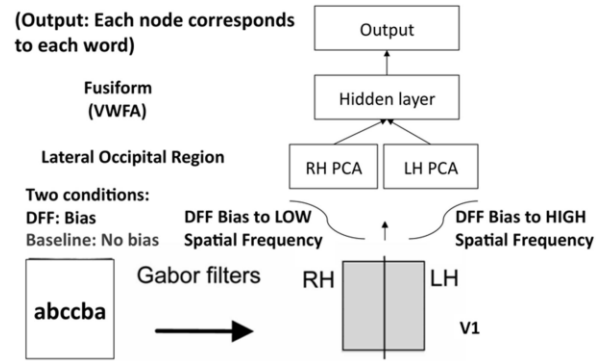 (Output: Each node corresponds
to each word)
Output
Fusiform
(VWFA)
Hidden layer
Lateral Occipital Region
RH PCA
LH PCA
Two conditions:
DFF: Bias
Baseline: No bias
DFF Bias to LOW
Spatial Frequency
DFF Bias to HIGH
Spatial Frequency
abccba
Gabor filters
RH
LH
V1